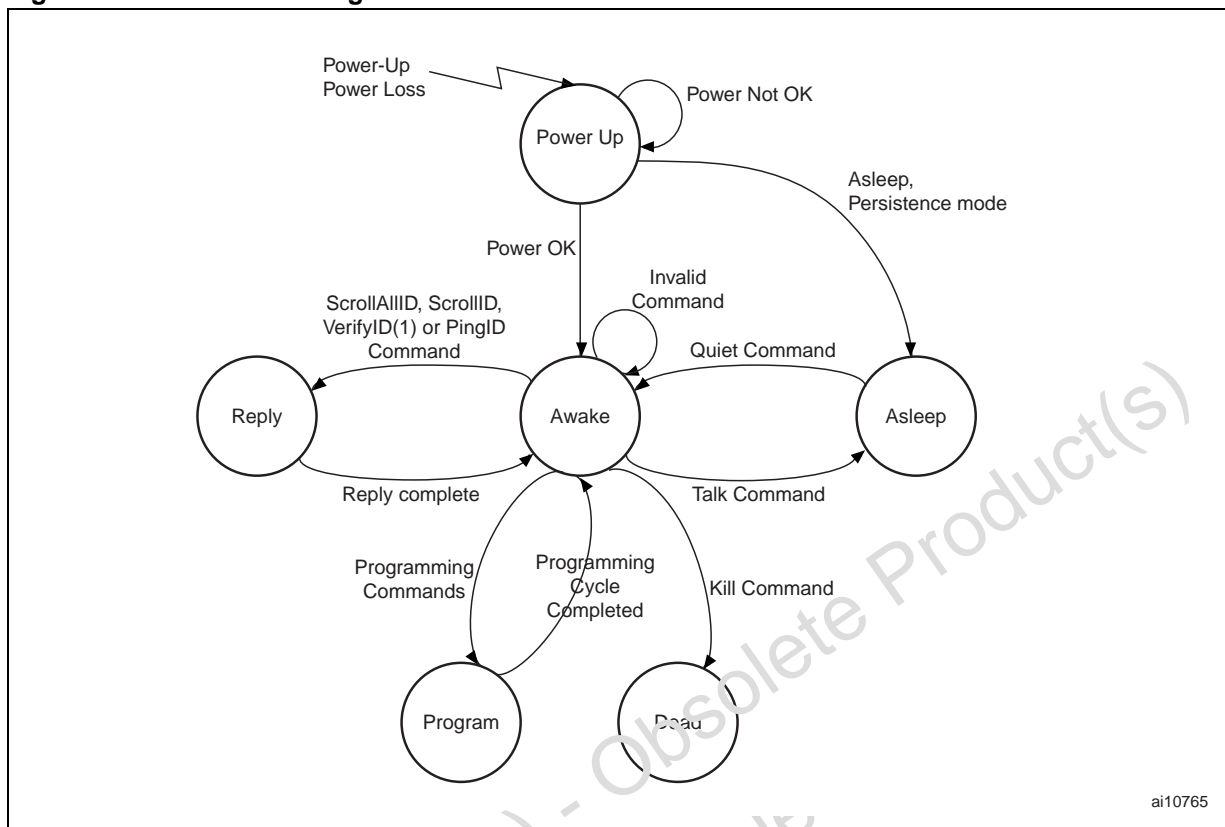 Power-Up
Power Loss
Power Not OK
Power Up
Asleep,
Persistence mode
Power OK
Invalid
Command
ScrollAllID, ScrollID,
VerifyID(1) or PingID
Command
Quiet Command
Reply
Awake
Asleep
Reply complete
Talk Command
Programming
Commands
Programming
Cycle
Completed
Kill Command
Program
Dead
ai10765
- Obsolete Product(s)